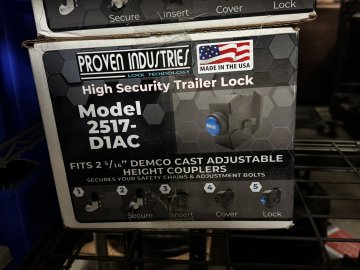 Secure Insert Cover Lock
PROVEN INDUSTRIES
LOCK TECHNOLOGY
MADE IN THE USA
High Security Trailer Lock
Model
2517-
D1AC
FITS 2 5/16" DEMCO CAST ADJUSTABLE
HEIGHT COUPLERS
SECURES YOUR SAFETY CHAINS & ADJUSTMENT BOLTS
1 2 3 4 5
Secure Insert Cover Lock